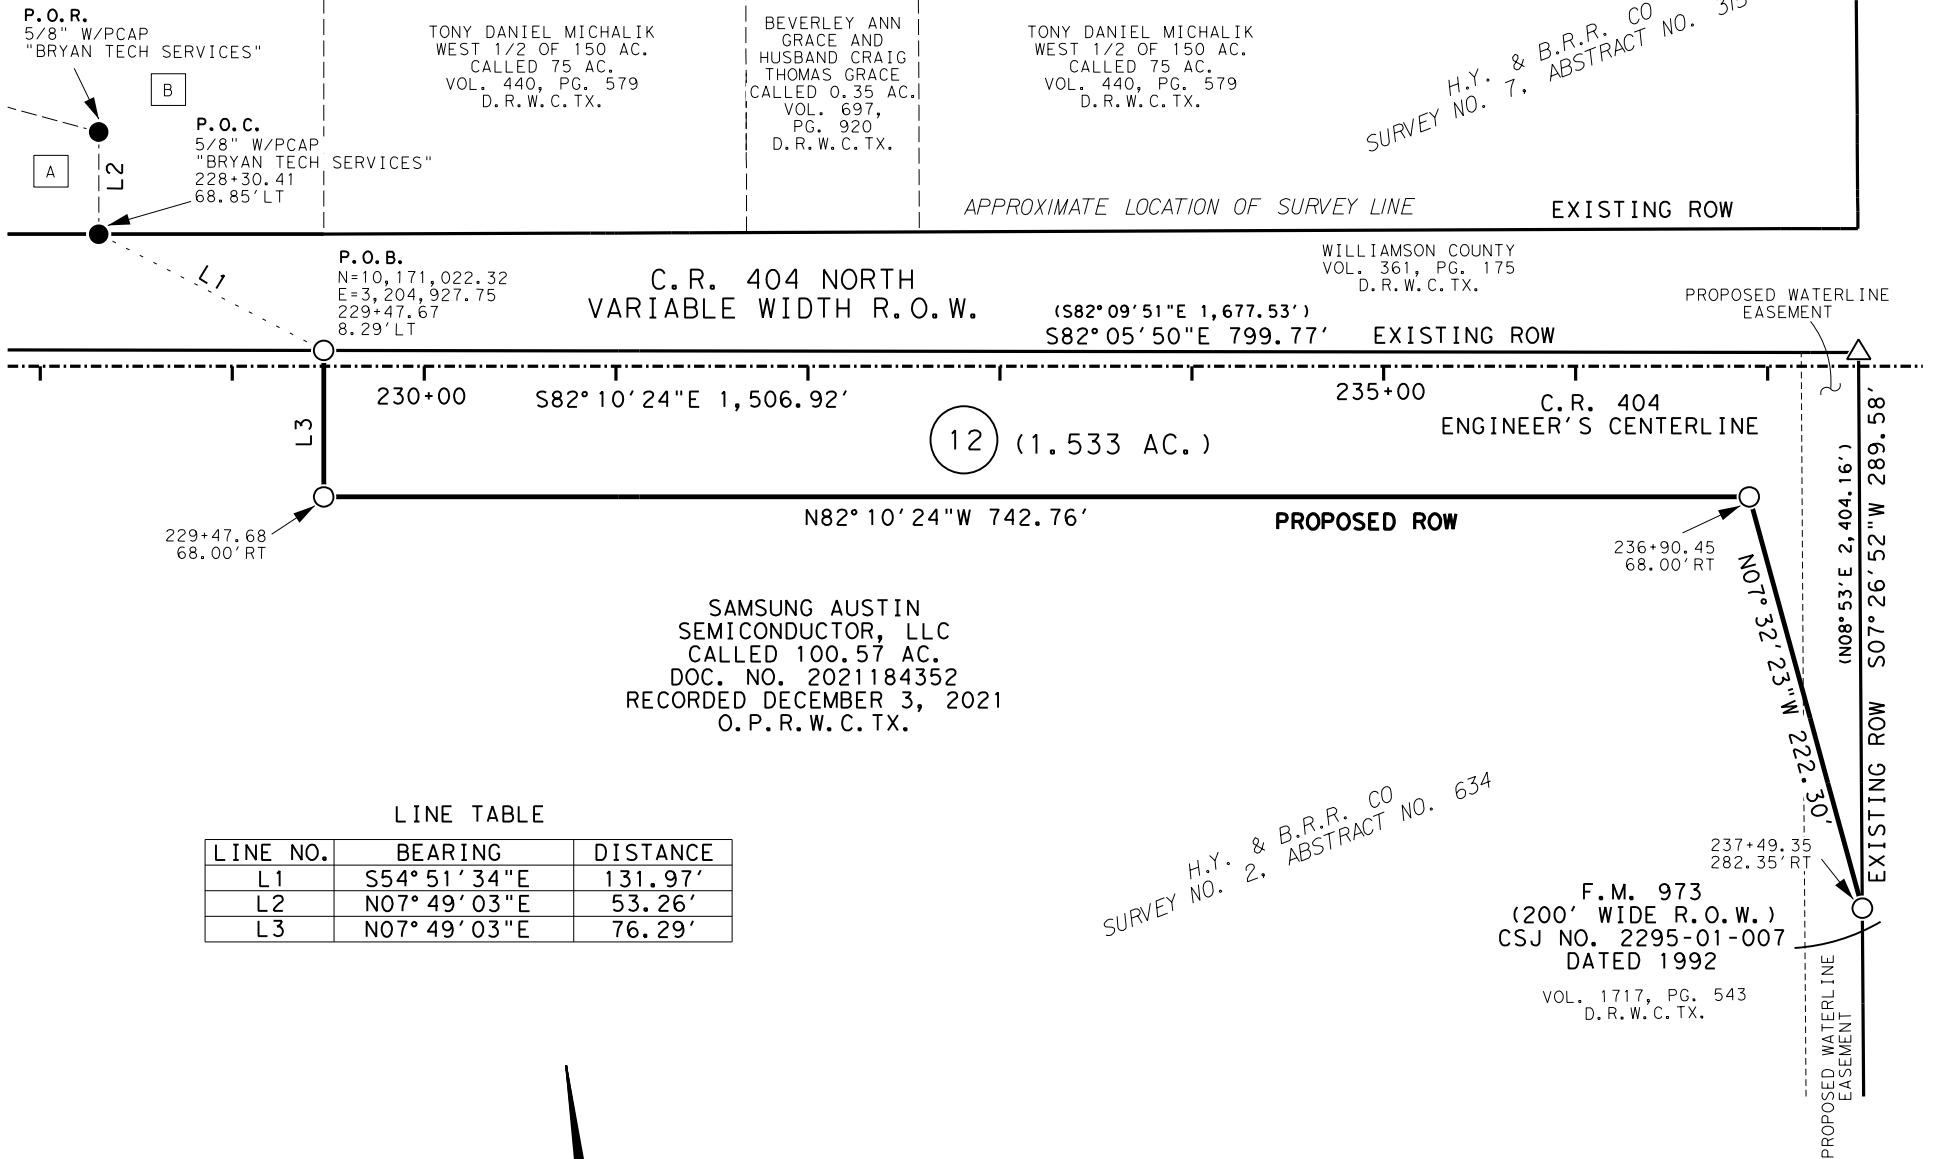 P.O.R.
5/8" W/PCAP
"BRYAN TECH SERVICES"
B
A
L2
P.O.C.
5/8" W/PCAP
"BRYAN TECH SERVICES"
228+30.41
68.85'LT
TONY DANIEL MICHALIK
WEST 1/2 OF 150 AC.
CALLED 75 AC.
VOL. 440, PG. 579
D.R.W.C.TX.
BEVERLEY ANN
GRACE AND
HUSBAND CRAIG
THOMAS GRACE
CALLED 0.35 AC.
VOL. 697,
PG. 920
D.R.W.C.TX.
TONY DANIEL MICHALIK
WEST 1/2 OF 150 AC.
CALLED 75 AC.
VOL. 440, PG. 579
D.R.W.C.TX.
H.Y. & B.R.R. CO
SURVEY NO. 7, ABSTRACT NO. 315
APPROXIMATE LOCATION OF SURVEY LINE
EXISTING ROW
L1
P.O.B.
N=10,171,022.32
E=3,204,927.75
229+47.67
8.29'LT
C.R. 404 NORTH
VARIABLE WIDTH R.O.W.
WILLIAMSON COUNTY
VOL. 361, PG. 175
D.R.W.C.TX.
(S82°09'51"E 1,677.53')
S82°05'50"E 799.77'
EXISTING ROW
PROPOSED WATERLINE
EASEMENT
230+00
S82°10'24"E 1,506.92'
235+00
C.R. 404
ENGINEER'S CENTERLINE
L3
12
(1.533 AC.)
N82°10'24"W 742.76'
PROPOSED ROW
229+47.68
68.00'RT
236+90.45
68.00'RT
N07°32'23"W 222.30'
(N08°53'E 2,404.16')
S07°26'52"W 289.58'
EXISTING ROW
SAMSUNG AUSTIN
SEMICONDUCTOR, LLC
CALLED 100.57 AC.
DOC. NO. 2021184352
RECORDED DECEMBER 3, 2021
O.P.R.W.C.TX.
H.Y. & B.R.R. CO
SURVEY NO. 2, ABSTRACT NO. 634
LINE TABLE
LINE NO. BEARING DISTANCE
L1 S54°51'34"E 131.97'
L2 N07°49'03"E 53.26'
L3 N07°49'03"E 76.29'
237+49.35
282.35'RT
F.M. 973
(200' WIDE R.O.W.)
CSJ NO. 2295-01-007
DATED 1992
VOL. 1717, PG. 543
D.R.W.C.TX.
PROPOSED WATERLINE
EASEMENT